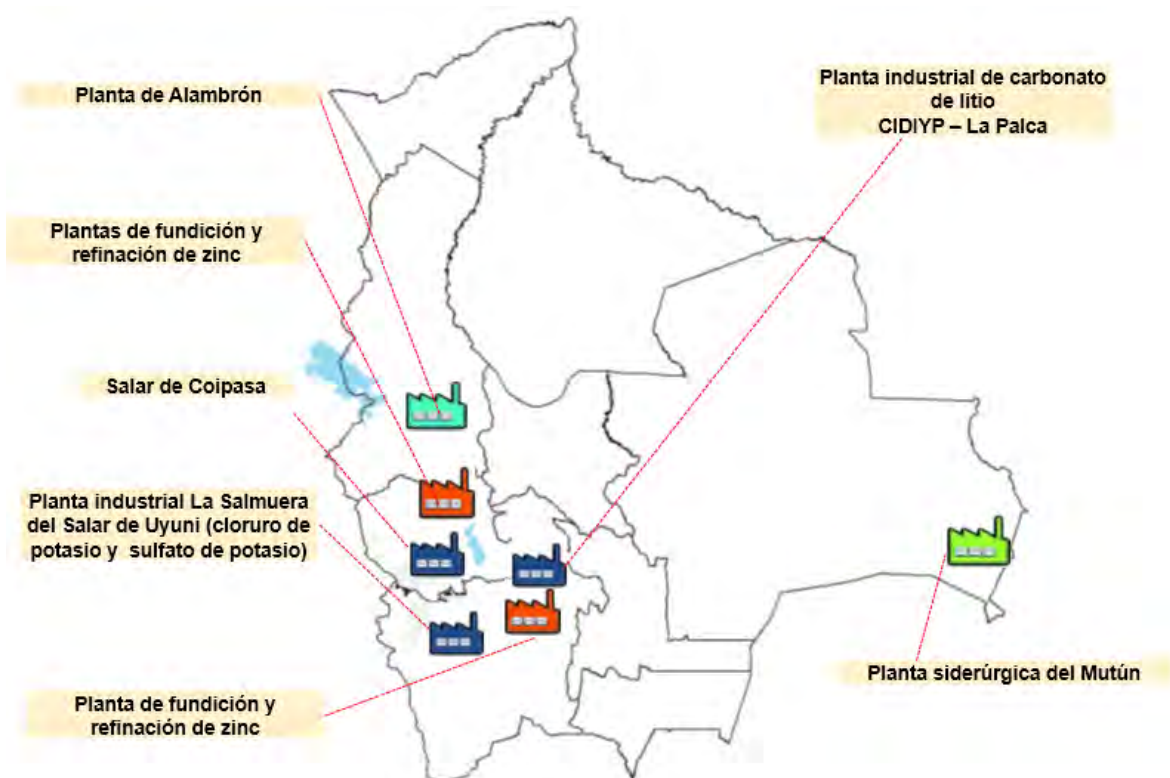 Planta de Alambrón
Plantas de fundición y
refinación de zinc
Salar de Coipasa
Planta industrial La Salmuera
del Salar de Uyuni (cloruro de
potasio y sulfato de potasio)
Planta de fundición y
refinación de zinc
Planta industrial de carbonato
de litio
CIDIYP – La Palca
Planta siderúrgica del Mutún